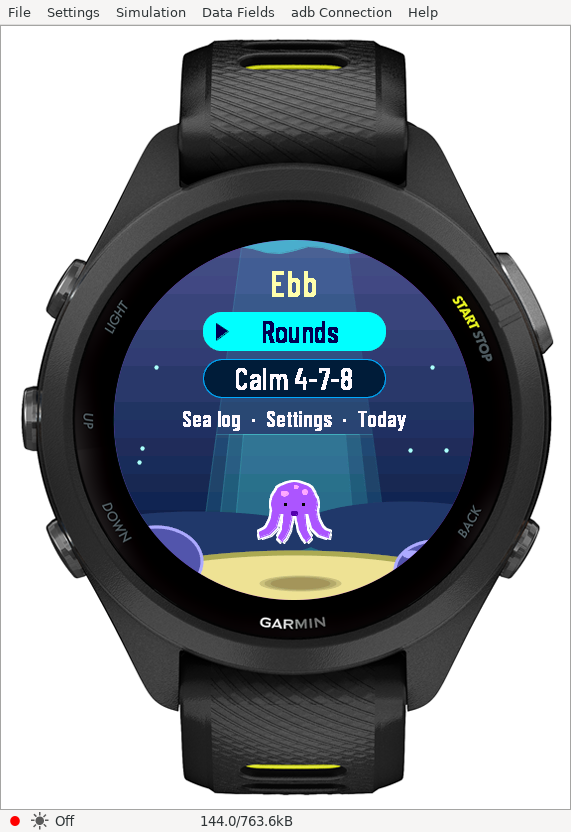 File Settings Simulation Data Fields adb Connection Help
LIGHT
START STOP
Ebb
Rounds
Calm 4-7-8
UP
Sea log · Settings · Today
DOWN
BACK
GARMIN
Off 144.0/763.6kB